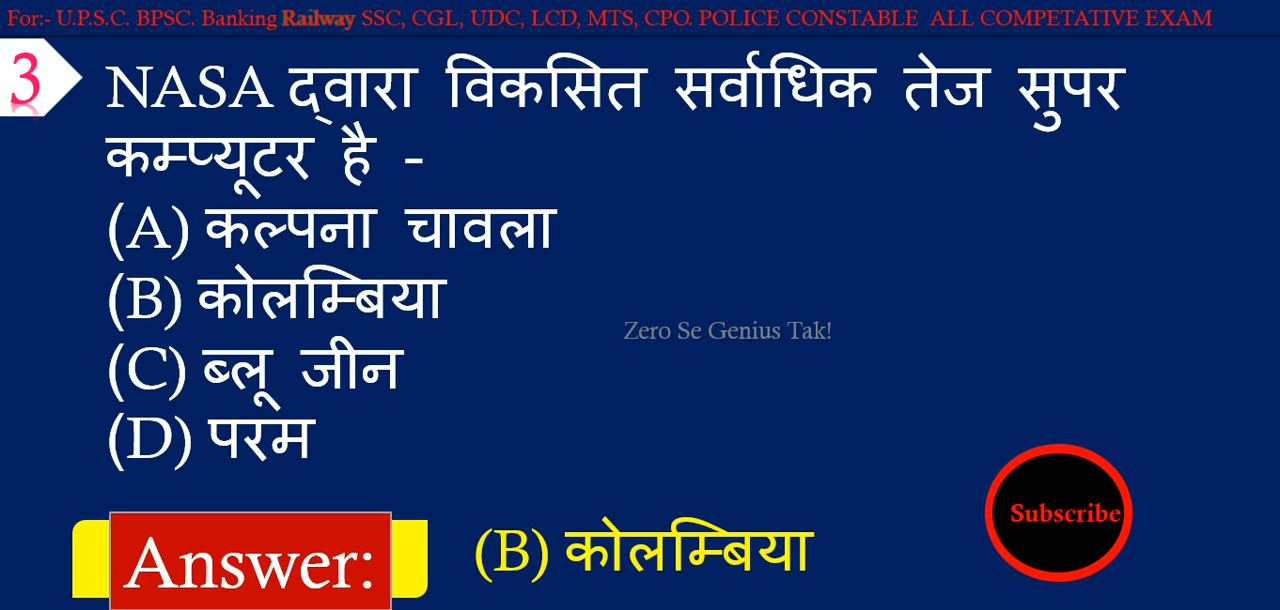 For:- U.P.S.C. BPSC. Banking Railway SSC, CGL, UDC, LCD, MTS, CPO. POLICE CONSTABLE ALL COMPETATIVE EXAM
3
NASA द्वारा विकसित सर्वाधिक तेज सुपर
कम्प्यूटर है -
(A) कल्पना चावला
(B) कोलम्बिया
Zero Se Genius Tak!
(C) ब्लू जीन
(D) परम
Subscribe
Answer: (B) कोलम्बिया